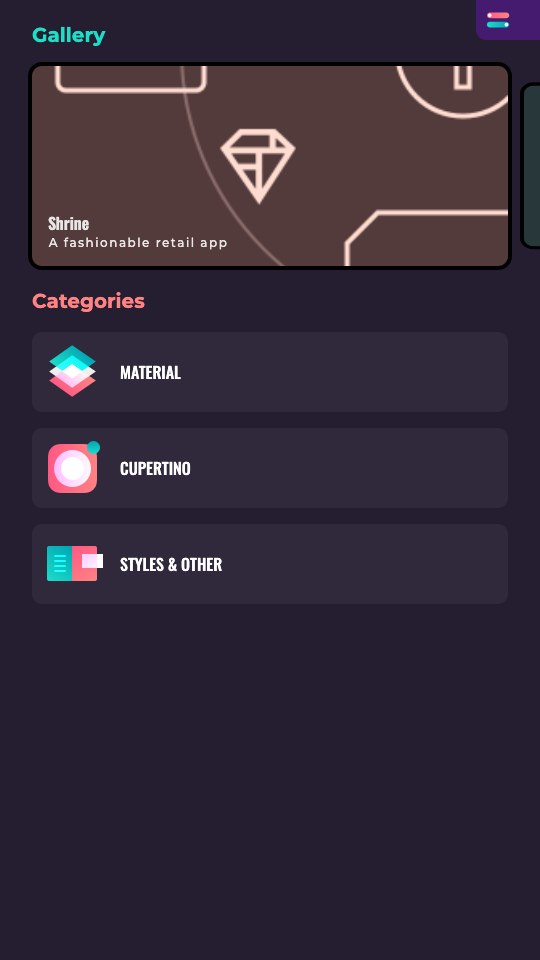 Gallery
Shrine
A fashionable retail app
Categories
MATERIAL
CUPERTINO
STYLES & OTHER